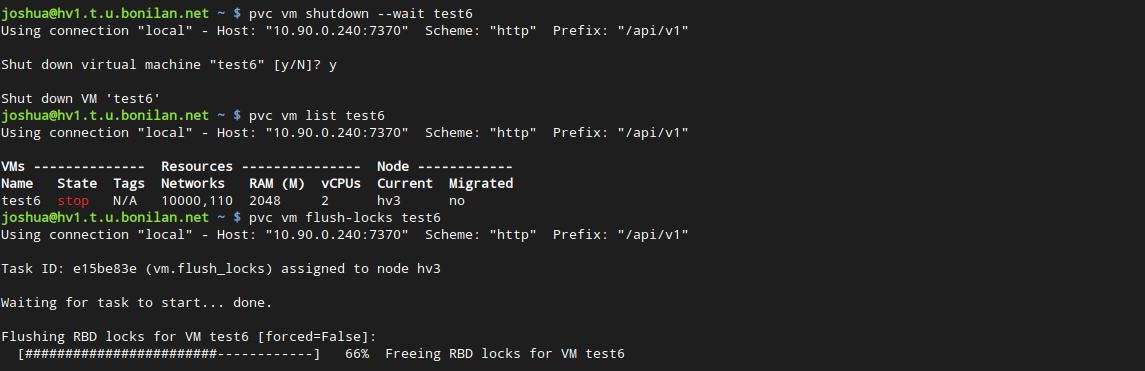 joshua@hv1.t.u.bonilan.net ~ $ pvc vm shutdown --wait test6
Using connection "local" - Host: "10.90.0.240:7370"  Scheme: "http"  Prefix: "/api/v1"
Shut down virtual machine "test6" [y/N]? y
Shut down VM 'test6'
joshua@hv1.t.u.bonilan.net ~ $ pvc vm list test6
Using connection "local" - Host: "10.90.0.240:7370"  Scheme: "http"  Prefix: "/api/v1"
VMs --------------  Resources ---------------  Node ------------
Name   State  Tags  Networks   RAM (M)  vCPUs  Current  Migrated
test6  stop   N/A   10000,110  2048     2      hv3      no
joshua@hv1.t.u.bonilan.net ~ $ pvc vm flush-locks test6
Using connection "local" - Host: "10.90.0.240:7370"  Scheme: "http"  Prefix: "/api/v1"
Task ID: e15be83e (vm.flush_locks) assigned to node hv3
Waiting for task to start... done.
Flushing RBD locks for VM test6 [forced=False]:
  [########################------------]   66%  Freeing RBD locks for VM test6